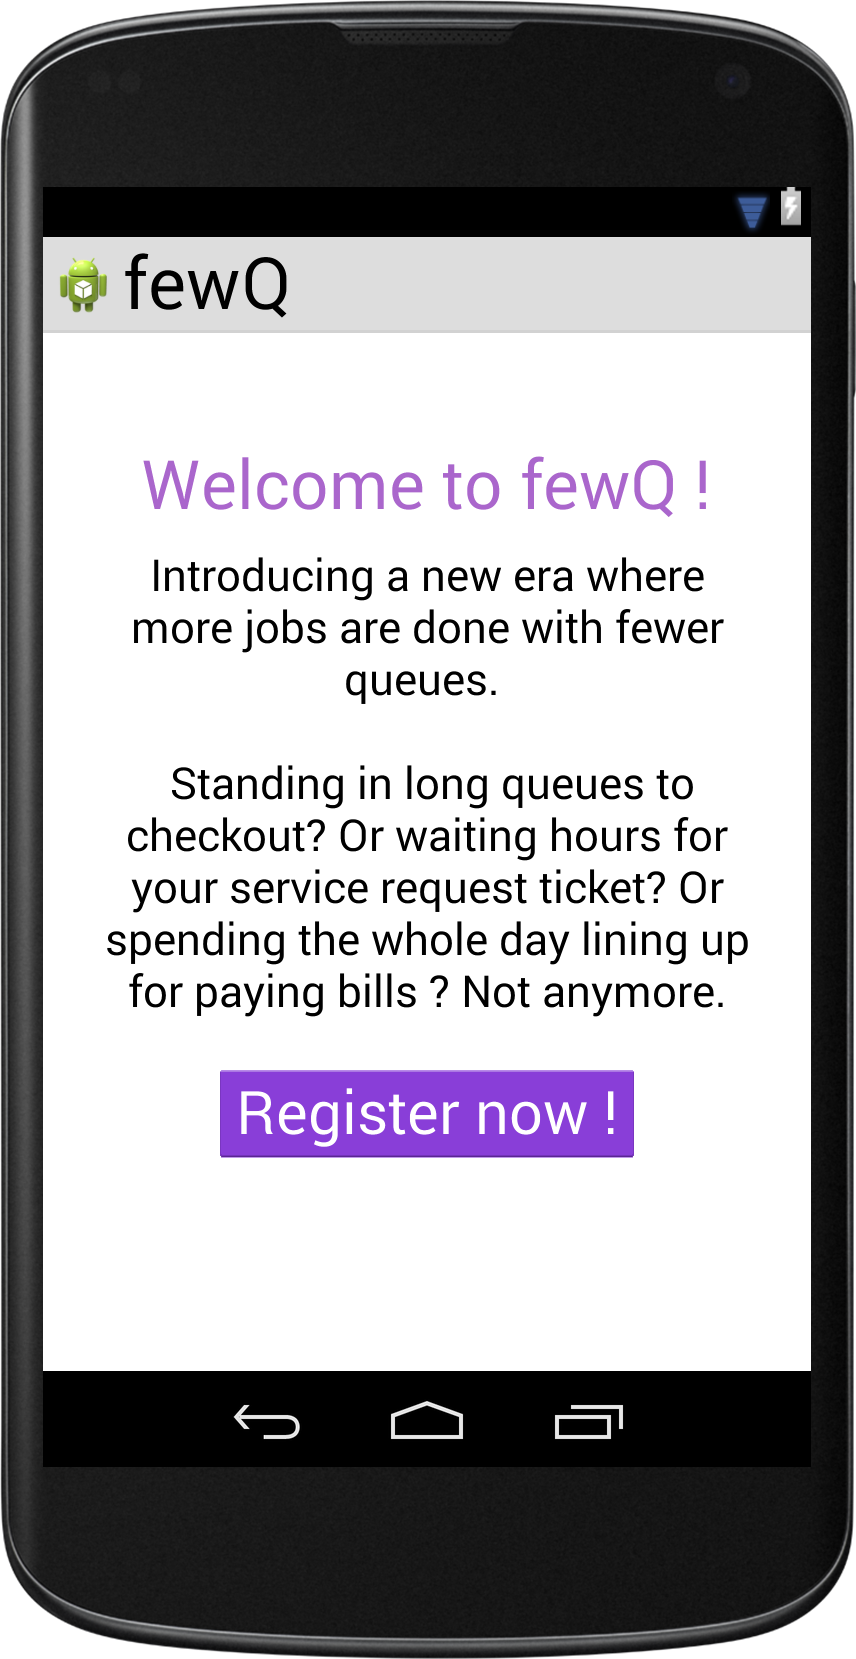 fewQ
Welcome to fewQ !
Introducing a new era where
more jobs are done with fewer
queues.
Standing in long queues to
checkout? Or waiting hours for
your service request ticket? Or
spending the whole day lining up
for paying bills ? Not anymore.
Register now !